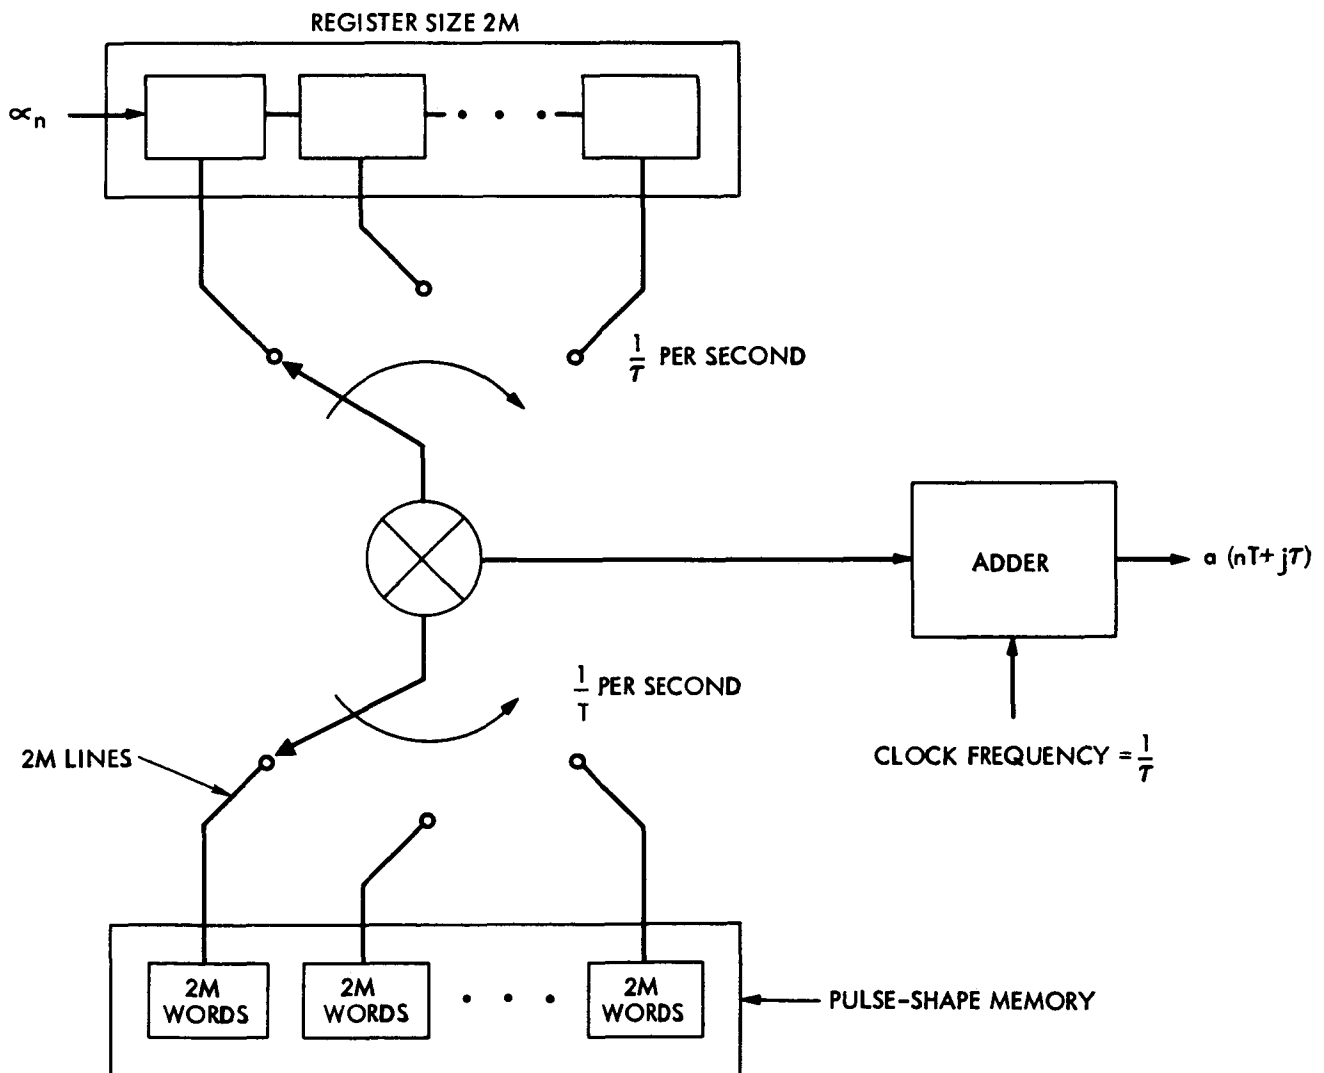 REGISTER SIZE 2M
∝n
1/τ PER SECOND
ADDER
a (nT+ jτ)
1/T PER SECOND
2M LINES
CLOCK FREQUENCY = 1/τ
2M WORDS
2M WORDS
2M WORDS
PULSE-SHAPE MEMORY